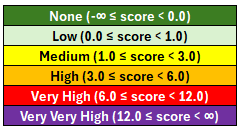 None (-∞ ≤ score < 0.0)
Low (0.0 ≤ score < 1.0)
Medium (1.0 ≤ score < 3.0)
High (3.0 ≤ score < 6.0)
Very High (6.0 ≤ score < 12.0)
Very Very High (12.0 ≤ score < ∞)